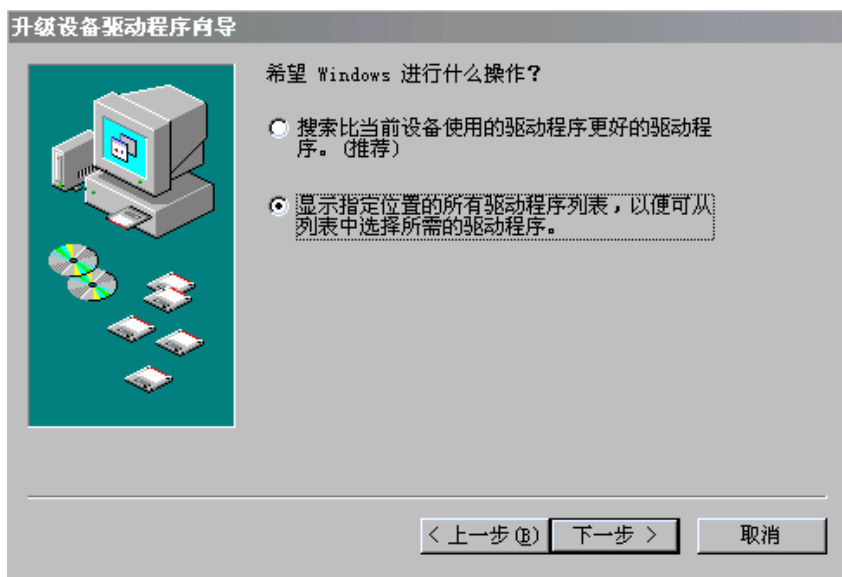 升级设备驱动程序向导
希望 Windows 进行什么操作？
搜索比当前设备使用的驱动程序更好的驱动程
序。(推荐)
显示指定位置的所有驱动程序列表，以便可从
列表中选择所需的驱动程序。
< 上一步(B) 下一步 > 取消